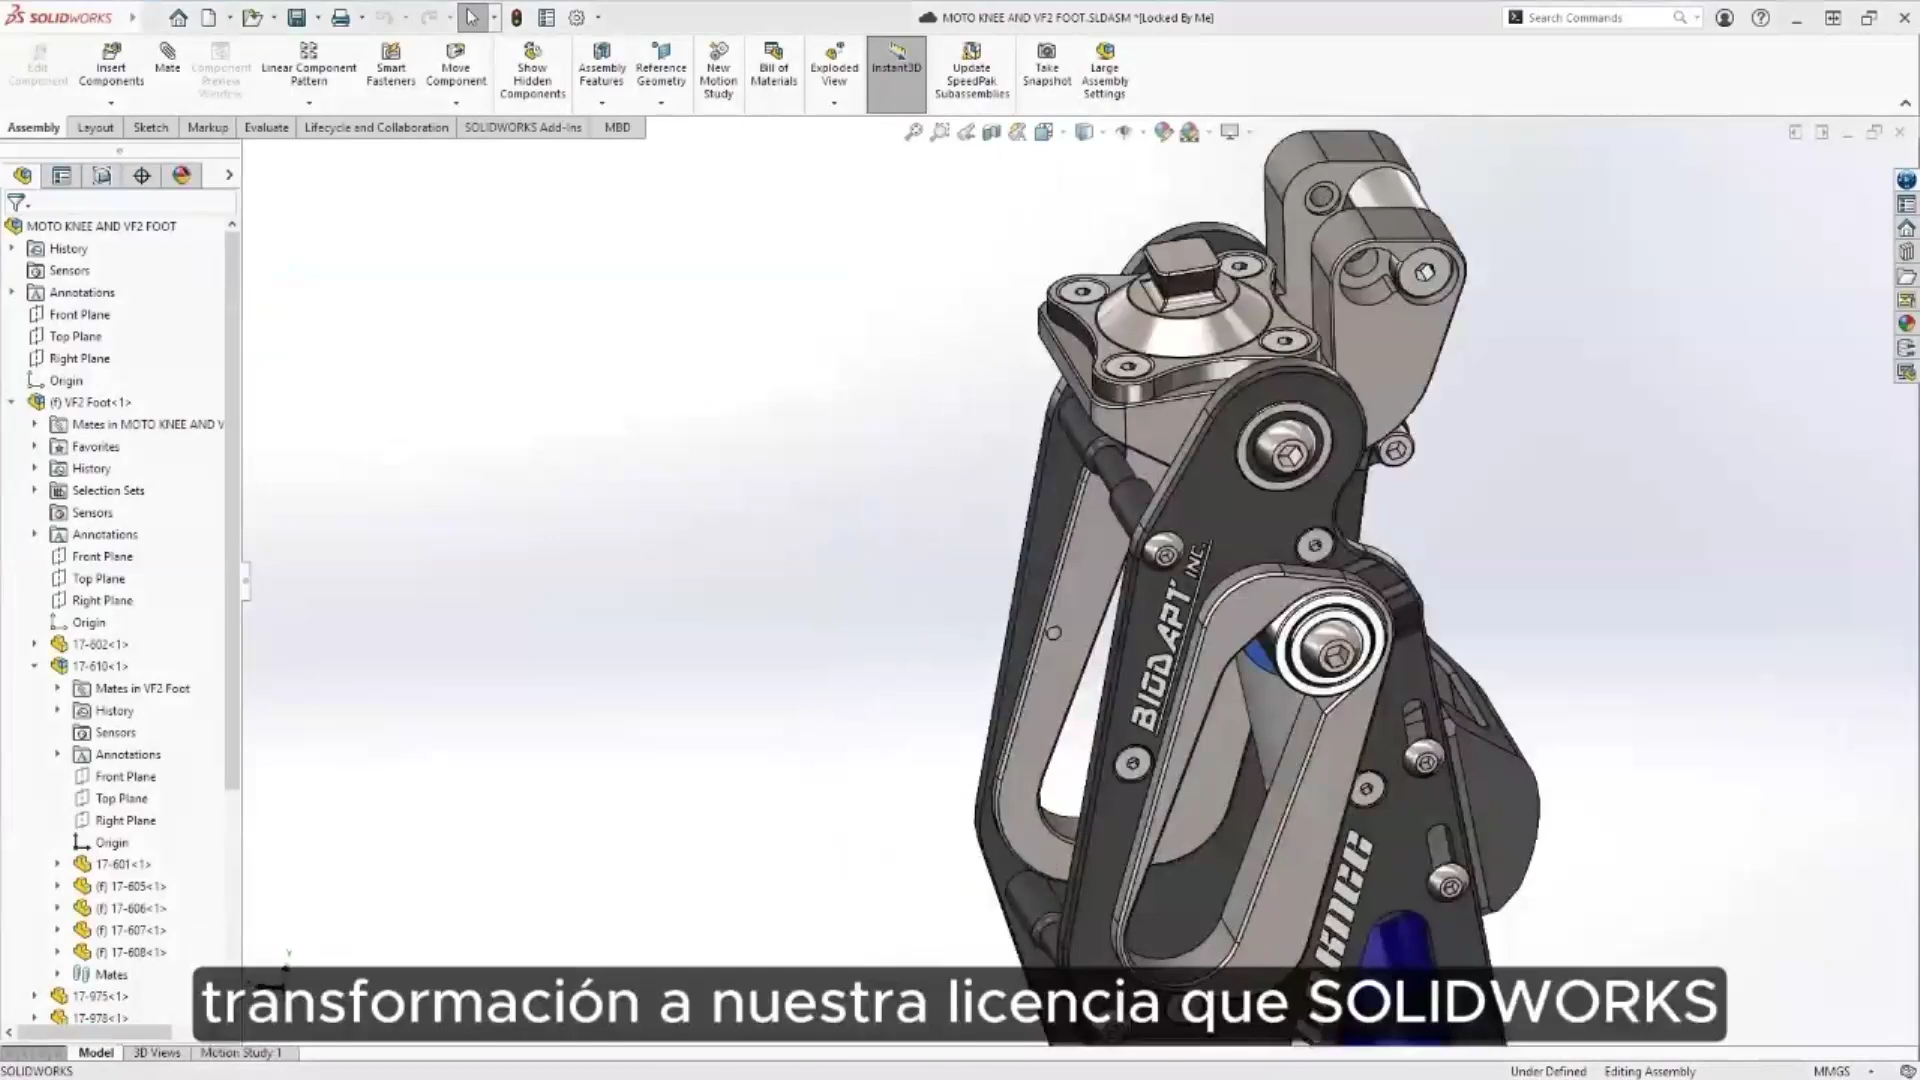 SOLIDWORKS
MOTO KNEE AND VF2 FOOT.SLDASM *[Locked By Me]
Search Commands
Edit Component
Insert Components
Mate
Component Preview Window
Linear Component Pattern
Smart Fasteners
Move Component
Show Hidden Components
Assembly Features
Reference Geometry
New Motion Study
Bill of Materials
Exploded View
Instant3D
Update SpeedPak Subassemblies
Take Snapshot
Large Assembly Settings
Assembly Layout Sketch Markup Evaluate Lifecycle and Collaboration SOLIDWORKS Add-Ins MBD
MOTO KNEE AND VF2 FOOT
History
Sensors
Annotations
Front Plane
Top Plane
Right Plane
Origin
(f) VF2 Foot<1>
Mates in MOTO KNEE AND V
Favorites
History
Selection Sets
Sensors
Annotations
Front Plane
Top Plane
Right Plane
Origin
17-602<1>
17-610<1>
Mates in VF2 Foot
History
Sensors
Annotations
Front Plane
Top Plane
Right Plane
Origin
17-601<1>
(f) 17-605<1>
(f) 17-606<1>
(f) 17-607<1>
(f) 17-608<1>
Mates
17-975<1>
17-978<1>
BIODAPT INC.
transformación a nuestra licencia que SOLIDWORKS
Model 3D Views Motion Study 1
SOLIDWORKS
Under Defined Editing Assembly MMGS